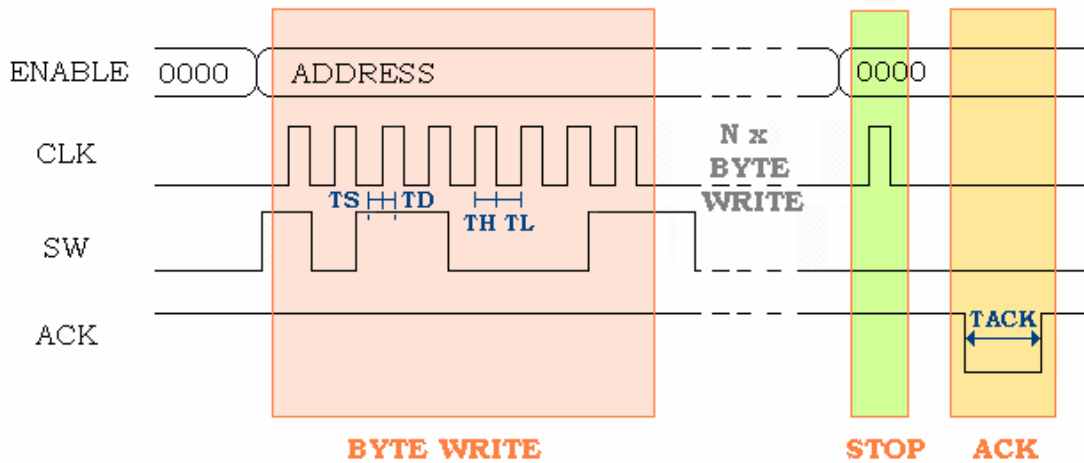 ENABLE 0000 ADDRESS 0000
CLK
N x
BYTE
WRITE
TS TD
TH TL
SW
ACK
TACK
BYTE WRITE STOP ACK